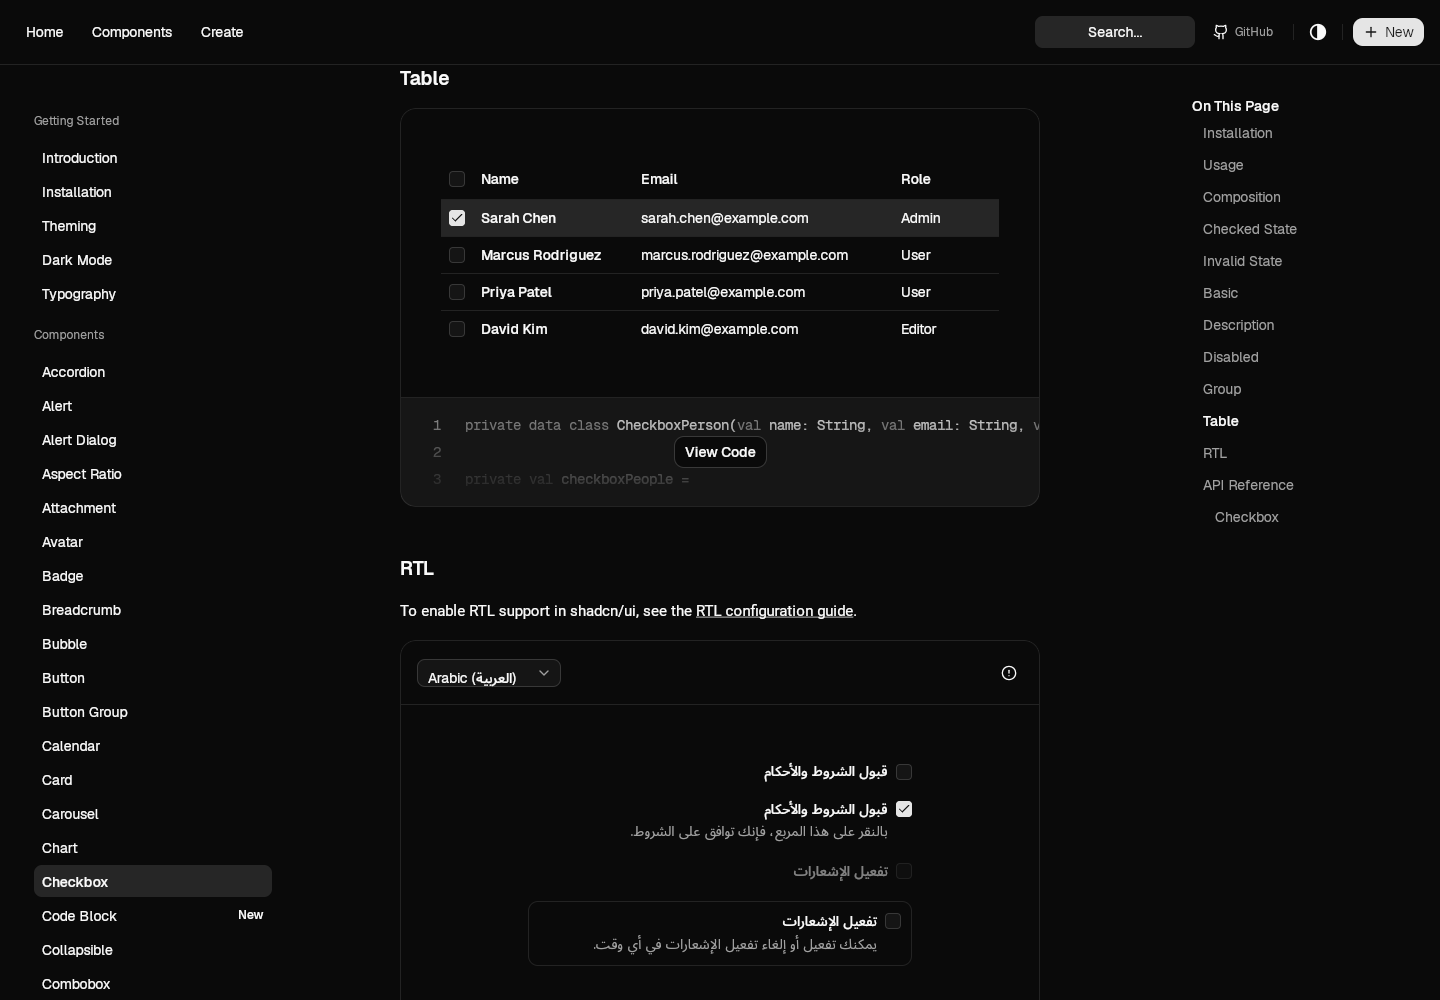 Home Components Create Search... GitHub New
Getting Started
Introduction
Installation
Theming
Dark Mode
Typography
Components
Accordion
Alert
Alert Dialog
Aspect Ratio
Attachment
Avatar
Badge
Breadcrumb
Bubble
Button
Button Group
Calendar
Card
Carousel
Chart
Checkbox
Code Block New
Collapsible
Combobox
Table
Name Email Role
Sarah Chen sarah.chen@example.com Admin
Marcus Rodriguez marcus.rodriguez@example.com User
Priya Patel priya.patel@example.com User
David Kim david.kim@example.com Editor
1 private data class CheckboxPerson(val name: String, val email: String, v
2
View Code
3 private val checkboxPeople =
RTL
To enable RTL support in shadcn/ui, see the RTL configuration guide.
Arabic (العربية)
قبول الشروط والأحكام
قبول الشروط والأحكام
بالنقر على هذا المربع، فإنك توافق على الشروط.
تفعيل الإشعارات
تفعيل الإشعارات
يمكنك تفعيل أو إلغاء تفعيل الإشعارات في أي وقت.
On This Page
Installation
Usage
Composition
Checked State
Invalid State
Basic
Description
Disabled
Group
Table
RTL
API Reference
Checkbox